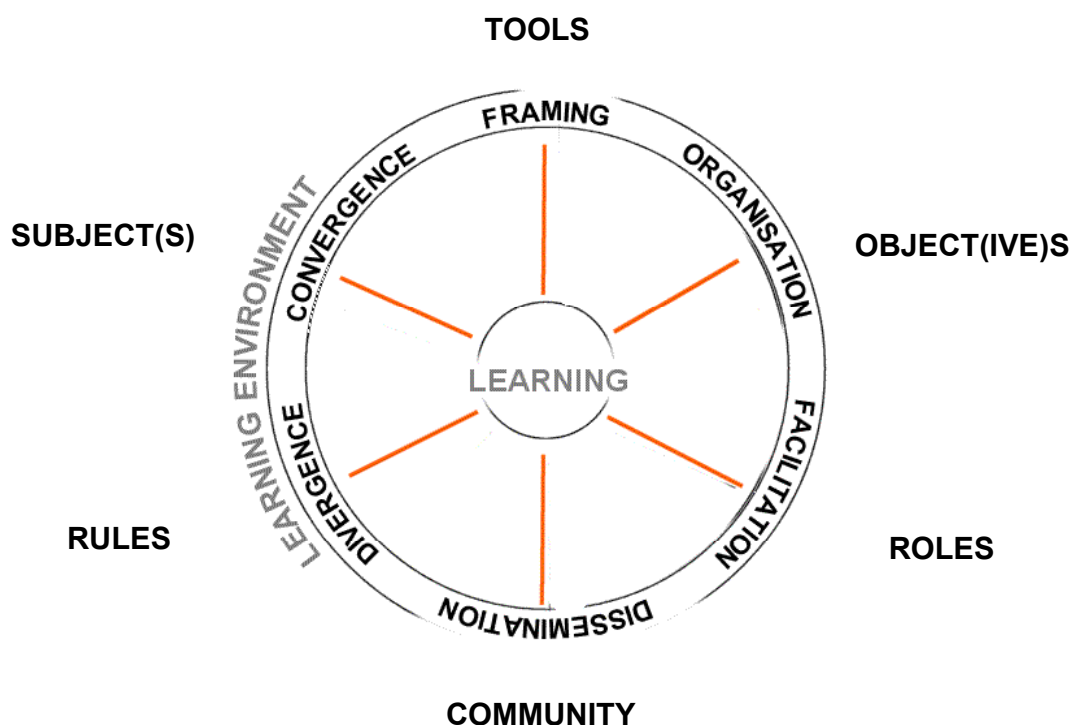 TOOLS
FRAMING
CONVERGENCE
ORGANISATION
LEARNING ENVIRONMENT
SUBJECT(S)
OBJECT(IVE)S
LEARNING
DIVERGENCE
FACILITATION
RULES
ROLES
DISSEMINATION
COMMUNITY